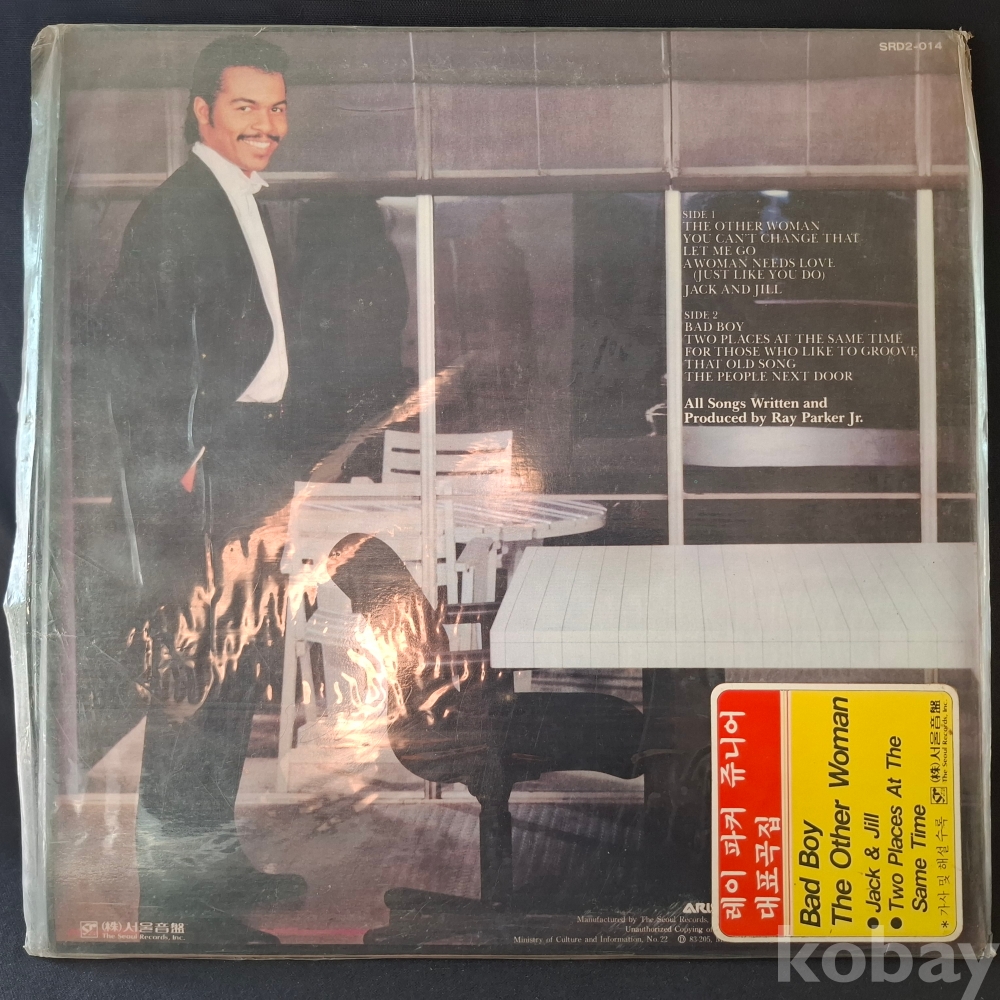 SRD2-014
SIDE 1
THE OTHER WOMAN
YOU CAN'T CHANGE THAT
LET ME GO
A WOMAN NEEDS LOVE
(JUST LIKE YOU DO)
JACK AND JILL
SIDE 2
BAD BOY
TWO PLACES AT THE SAME TIME
FOR THOSE WHO LIKE TO GROOVE
THAT OLD SONG
THE PEOPLE NEXT DOOR
All Songs Written and
Produced by Ray Parker Jr.
레이 파커 쥬니어
대표곡집
Bad Boy
The Other Woman
• Jack & Jill
• Two Places At The
Same Time
* 가사 및 해설 수록
(株)서울音盤
The Seoul Records, Inc.
(株)서울音盤
The Seoul Records, Inc.
Manufactured by The Seoul Records,
Unauthorized Copying of
Ministry of Culture and Information, No.22 Ⓟ 83-205,
kobay